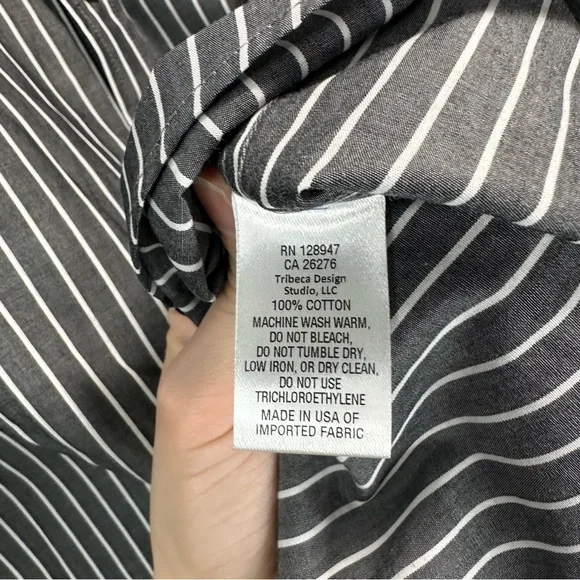 RN 128947
CA 26276
Tribeca Design
Studio, LLC
100% COTTON
MACHINE WASH WARM,
DO NOT BLEACH,
DO NOT TUMBLE DRY,
LOW IRON, OR DRY CLEAN,
DO NOT USE
TRICHLOROETHYLENE
MADE IN USA OF
IMPORTED FABRIC